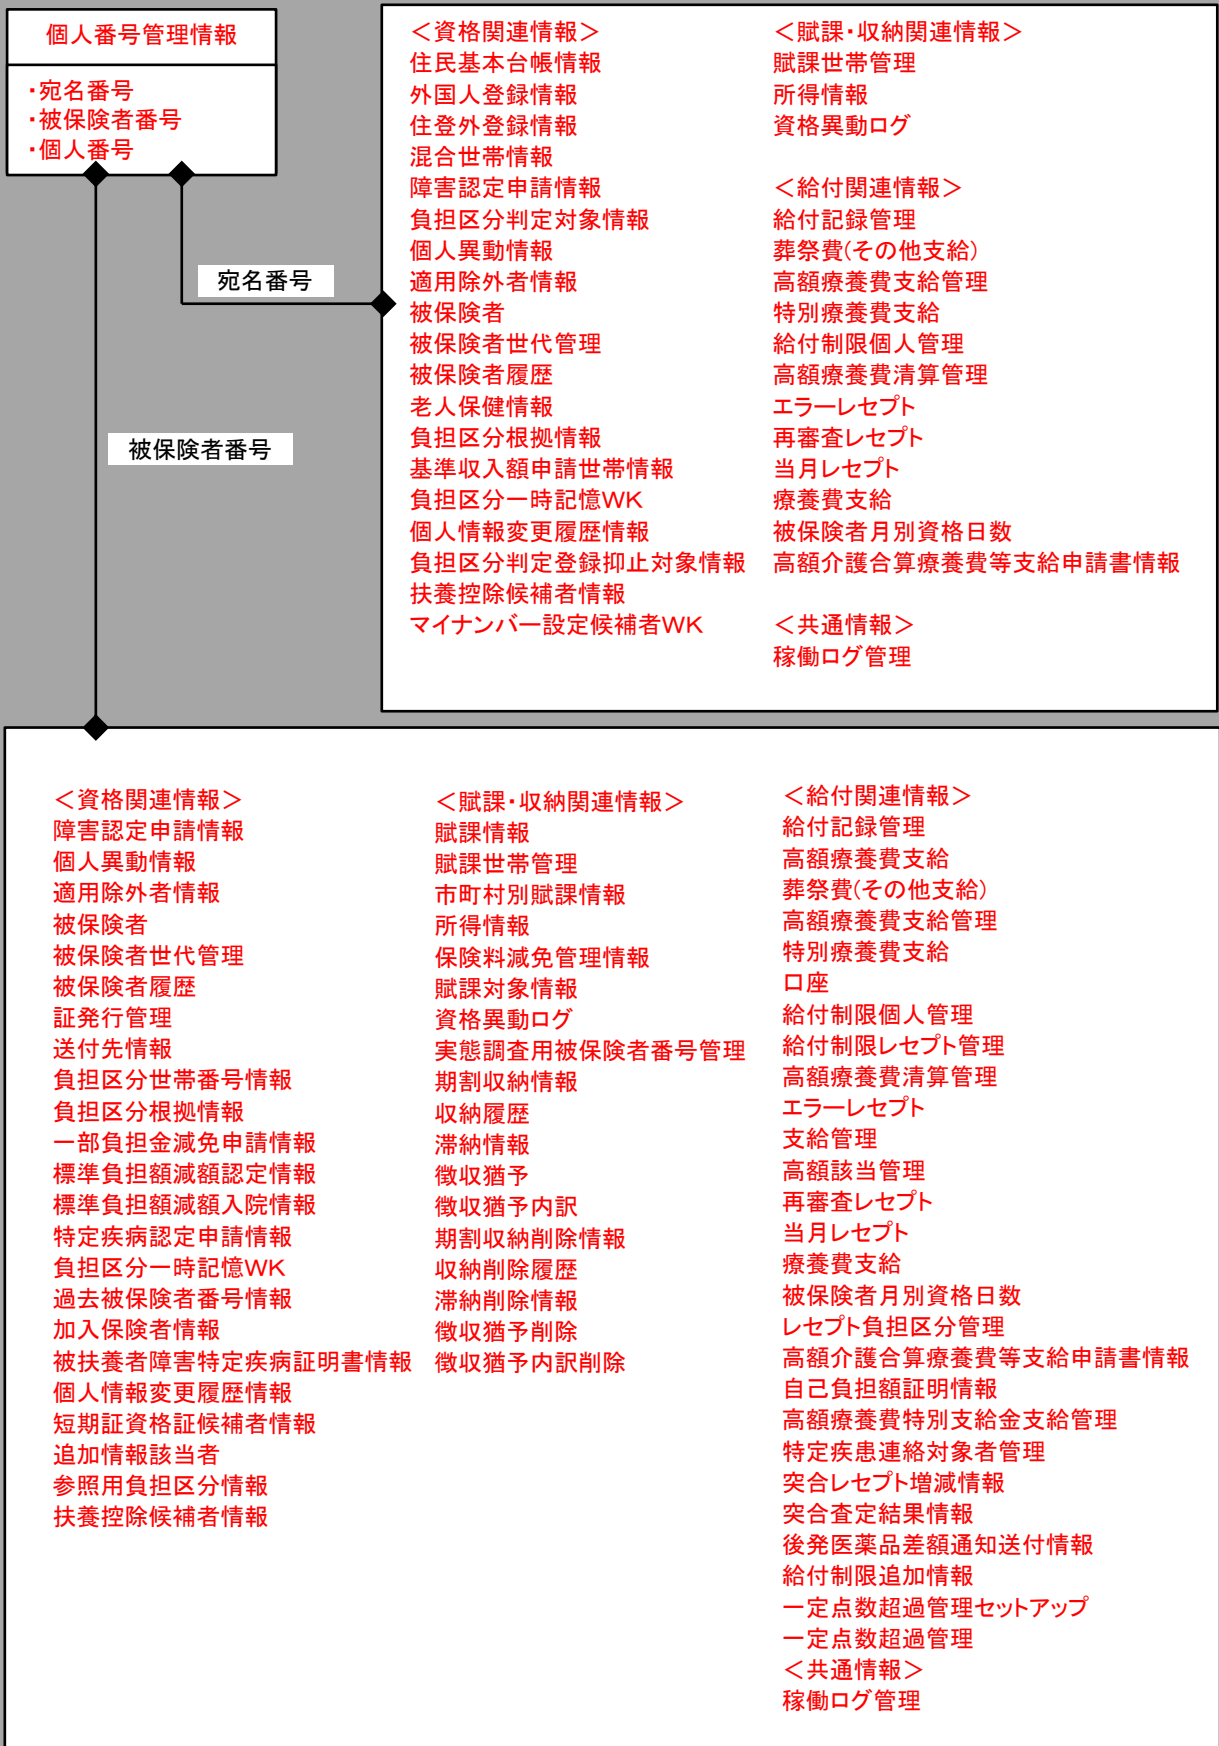 個人番号管理情報
・宛名番号
・被保険者番号
・個人番号
宛名番号
被保険者番号
＜資格関連情報＞
住民基本台帳情報
外国人登録情報
住登外登録情報
混合世帯情報
障害認定申請情報
負担区分判定対象情報
個人異動情報
適用除外者情報
被保険者
被保険者世代管理
被保険者履歴
老人保健情報
負担区分根拠情報
基準収入額申請世帯情報
負担区分一時記憶WK
個人情報変更履歴情報
負担区分判定登録抑止対象情報
扶養控除候補者情報
マイナンバー設定候補者WK
＜賦課・収納関連情報＞
賦課世帯管理
所得情報
資格異動ログ
＜給付関連情報＞
給付記録管理
葬祭費(その他支給)
高額療養費支給管理
特別療養費支給
給付制限個人管理
高額療養費清算管理
エラーレセプト
再審査レセプト
当月レセプト
療養費支給
被保険者月別資格日数
高額介護合算療養費等支給申請書情報
＜共通情報＞
稼働ログ管理
＜資格関連情報＞
障害認定申請情報
個人異動情報
適用除外者情報
被保険者
被保険者世代管理
被保険者履歴
証発行管理
送付先情報
負担区分世帯番号情報
負担区分根拠情報
一部負担金減免申請情報
標準負担額減額認定情報
標準負担額減額入院情報
特定疾病認定申請情報
負担区分一時記憶WK
過去被保険者番号情報
加入保険者情報
被扶養者障害特定疾病証明書情報
個人情報変更履歴情報
短期証資格証候補者情報
追加情報該当者
参照用負担区分情報
扶養控除候補者情報
＜賦課・収納関連情報＞
賦課情報
賦課世帯管理
市町村別賦課情報
所得情報
保険料減免管理情報
賦課対象情報
資格異動ログ
実態調査用被保険者番号管理
期割収納情報
収納履歴
滞納情報
徴収猶予
徴収猶予内訳
期割収納削除情報
収納削除履歴
滞納削除情報
徴収猶予削除
徴収猶予内訳削除
＜給付関連情報＞
給付記録管理
高額療養費支給
葬祭費(その他支給)
高額療養費支給管理
特別療養費支給
口座
給付制限個人管理
給付制限レセプト管理
高額療養費清算管理
エラーレセプト
支給管理
高額該当管理
再審査レセプト
当月レセプト
療養費支給
被保険者月別資格日数
レセプト負担区分管理
高額介護合算療養費等支給申請書情報
自己負担額証明情報
高額療養費特別支給金支給管理
特定疾患連絡対象者管理
突合レセプト増減情報
突合査定結果情報
後発医薬品差額通知送付情報
給付制限追加情報
一定点数超過管理セットアップ
一定点数超過管理
＜共通情報＞
稼働ログ管理